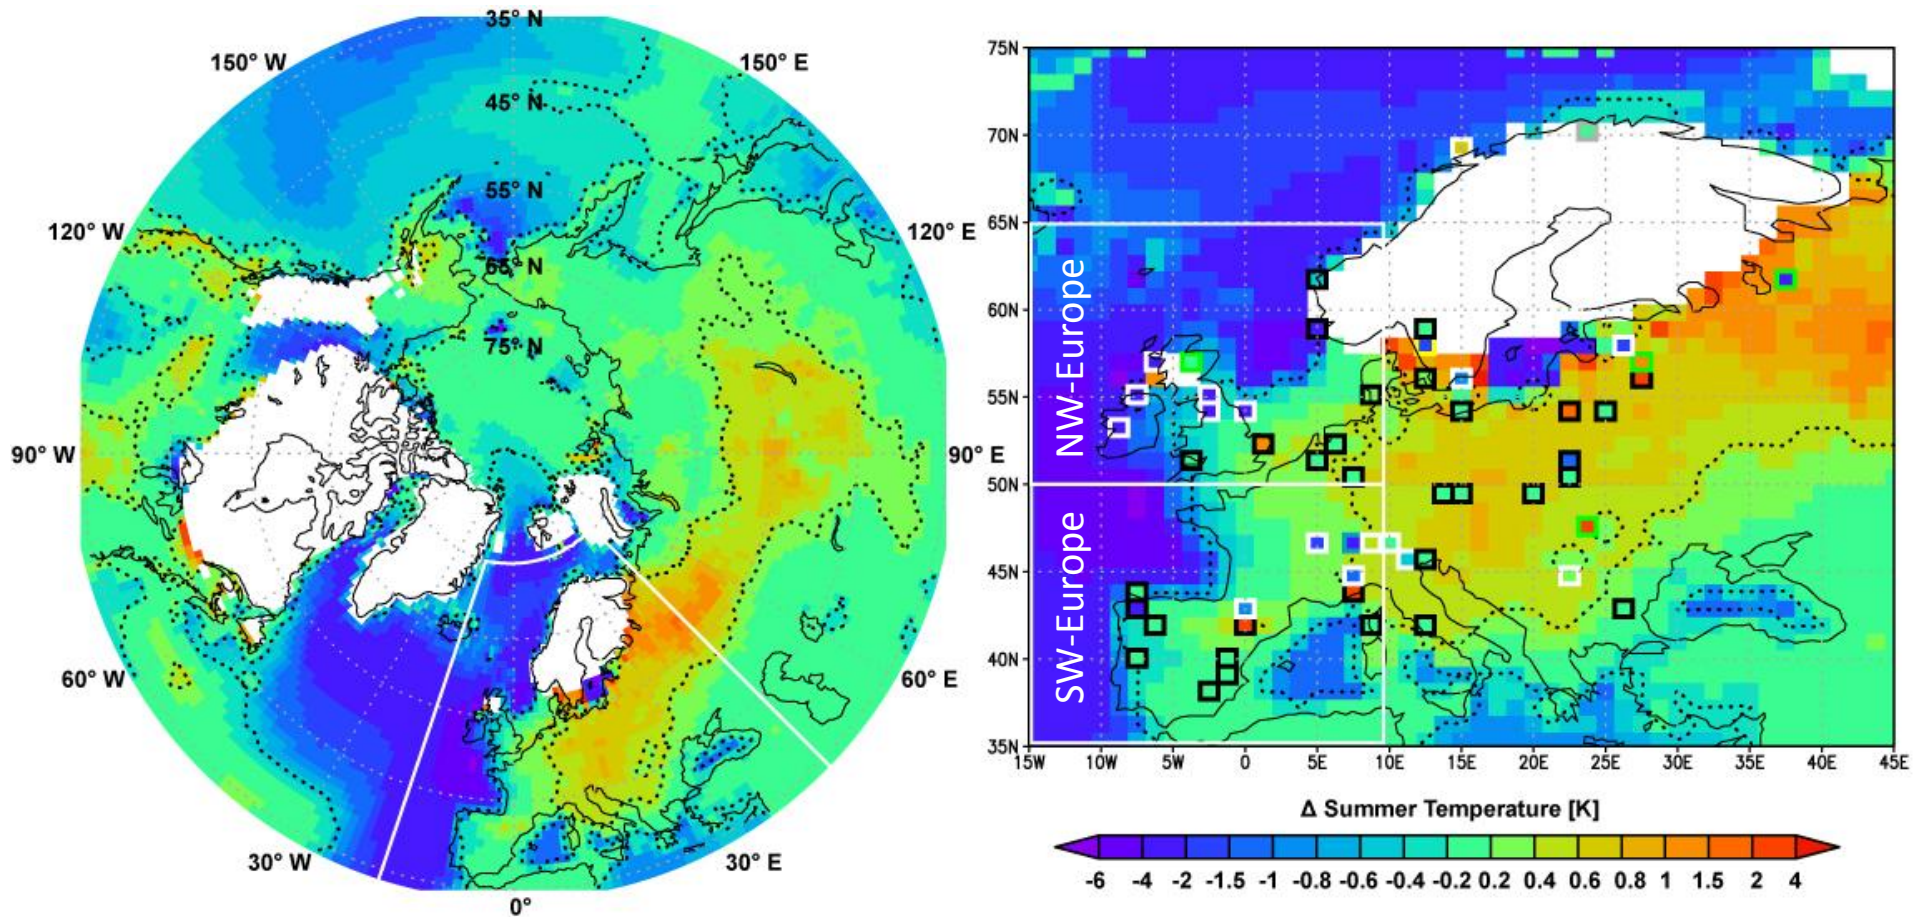 35° N
150° W
150° E
45° N
55° N
120° W
120° E
65° N
75° N
90° W
90° E
60° W
60° E
30° W
30° E
0°
75N
70N
65N
60N
55N
50N
45N
40N
35N
NW-Europe
SW-Europe
15W 10W 5W 0 5E 10E 15E 20E 25E 30E 35E 40E 45E
Δ Summer Temperature [K]
-6 -4 -2 -1.5 -1 -0.8 -0.6 -0.4 -0.2 0.2 0.4 0.6 0.8 1 1.5 2 4